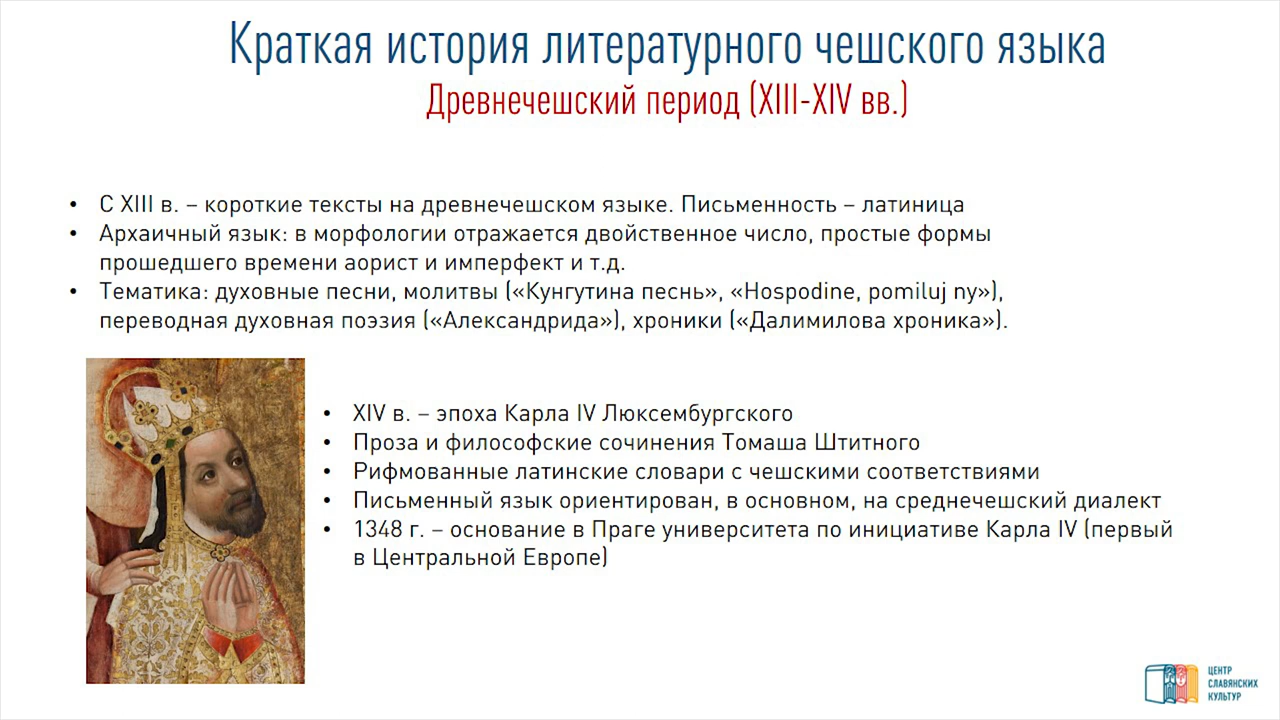 Краткая история литературного чешского языка
Древнечешский период (XIII-XIV вв.)
• С XIII в. – короткие тексты на древнечешском языке. Письменность – латиница
• Архаичный язык: в морфологии отражается двойственное число, простые формы
прошедшего времени аорист и имперфект и т.д.
• Тематика: духовные песни, молитвы («Кунгутина песнь», «Hospodine, pomiluj ny»),
переводная духовная поэзия («Александрида»), хроники («Далимилова хроника»).
• XIV в. – эпоха Карла IV Люксембургского
• Проза и философские сочинения Томаша Штитного
• Рифмованные латинские словари с чешскими соответствиями
• Письменный язык ориентирован, в основном, на среднечешский диалект
• 1348 г. – основание в Праге университета по инициативе Карла IV (первый
в Центральной Европе)
ЦЕНТР
СЛАВЯНСКИХ
КУЛЬТУР